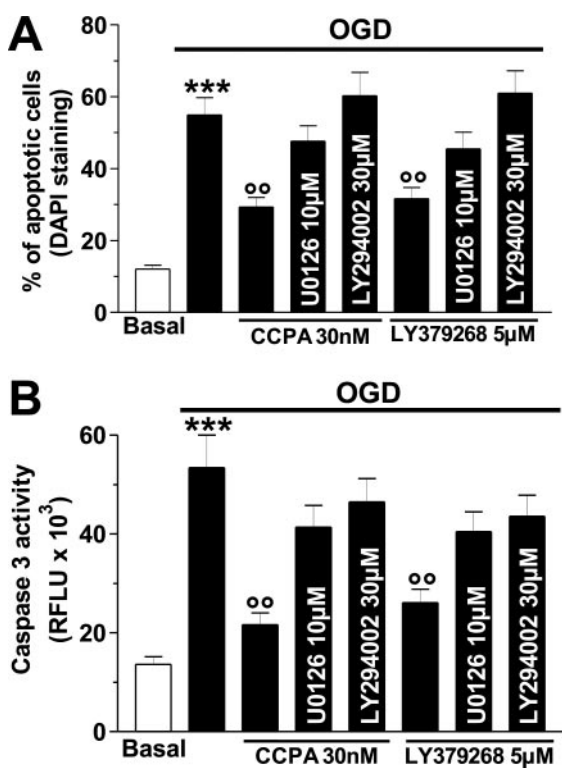 A
OGD
% of apoptotic cells
(DAPI staining)
80
60
40
20
0
***
°°
U0126 10µM
LY294002 30µM
°°
U0126 10µM
LY294002 30µM
Basal
CCPA 30nM
LY379268 5µM
B
OGD
Caspase 3 activity
(RFLU x 10³)
60
40
20
0
***
°°
U0126 10µM
LY294002 30µM
°°
U0126 10µM
LY294002 30µM
Basal
CCPA 30nM
LY379268 5µM